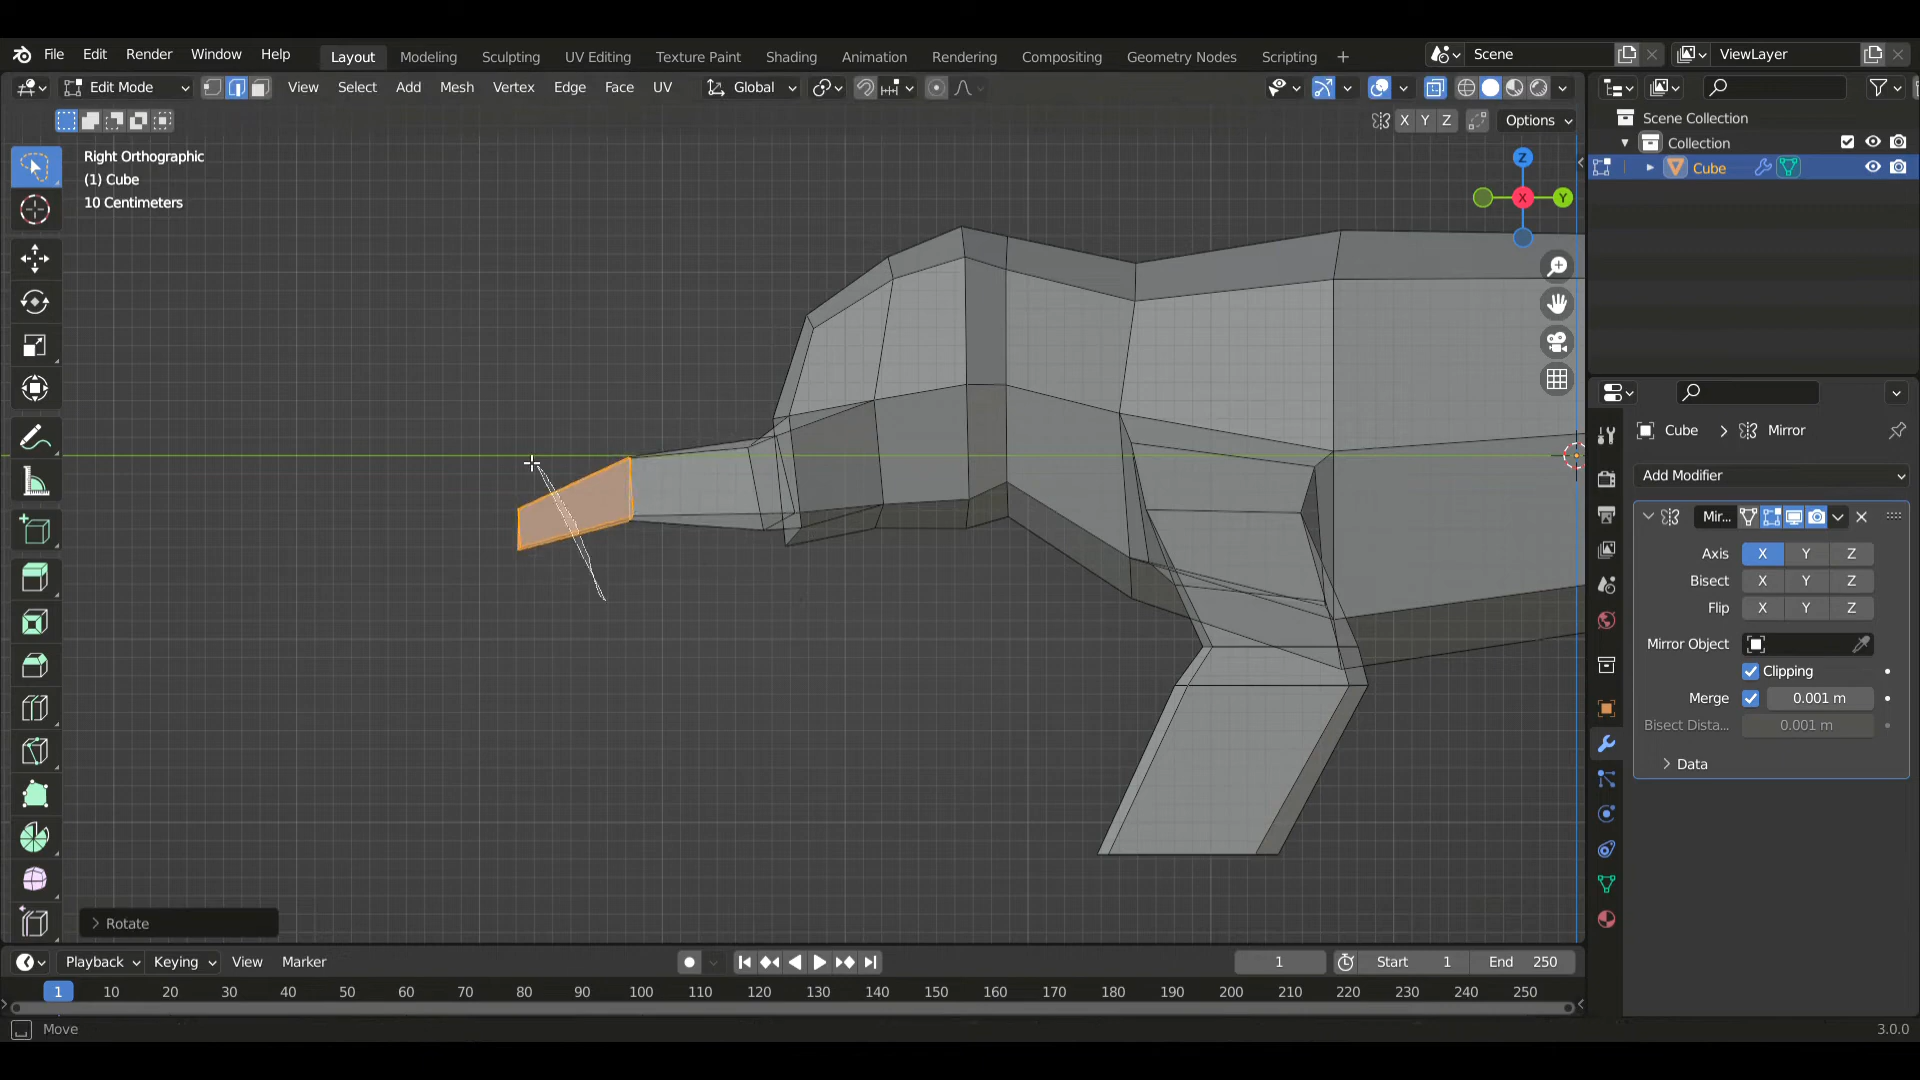 File Edit Render Window Help Layout Modeling Sculpting UV Editing Texture Paint Shading Animation Rendering Compositing Geometry Nodes Scripting + Scene ViewLayer
Edit Mode View Select Add Mesh Vertex Edge Face UV Global
X Y Z Options
Right Orthographic
(1) Cube
10 Centimeters
Z
X
Y
Scene Collection
Collection
Cube
Cube > Mirror
Add Modifier
Mir...
Axis X Y Z
Bisect X Y Z
Flip X Y Z
Mirror Object
Clipping
Merge 0.001 m
Bisect Dista... 0.001 m
> Data
> Rotate
Playback Keying View Marker 1 Start 1 End 250
1 10 20 30 40 50 60 70 80 90 100 110 120 130 140 150 160 170 180 190 200 210 220 230 240 250
Move 3.0.0